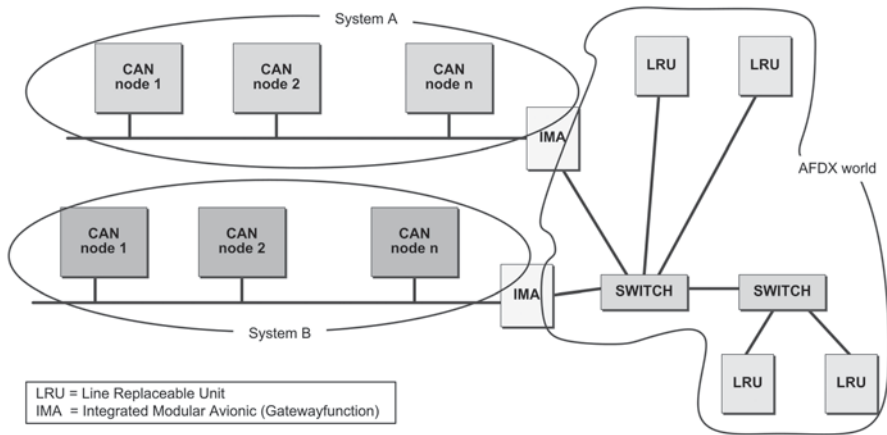 System A
CAN
node 1
CAN
node 2
CAN
node n
LRU
LRU
IMA
AFDX world
CAN
node 1
CAN
node 2
CAN
node n
IMA
SWITCH
SWITCH
System B
LRU
LRU
LRU = Line Replaceable Unit
IMA = Integrated Modular Avionic (Gatewayfunction)